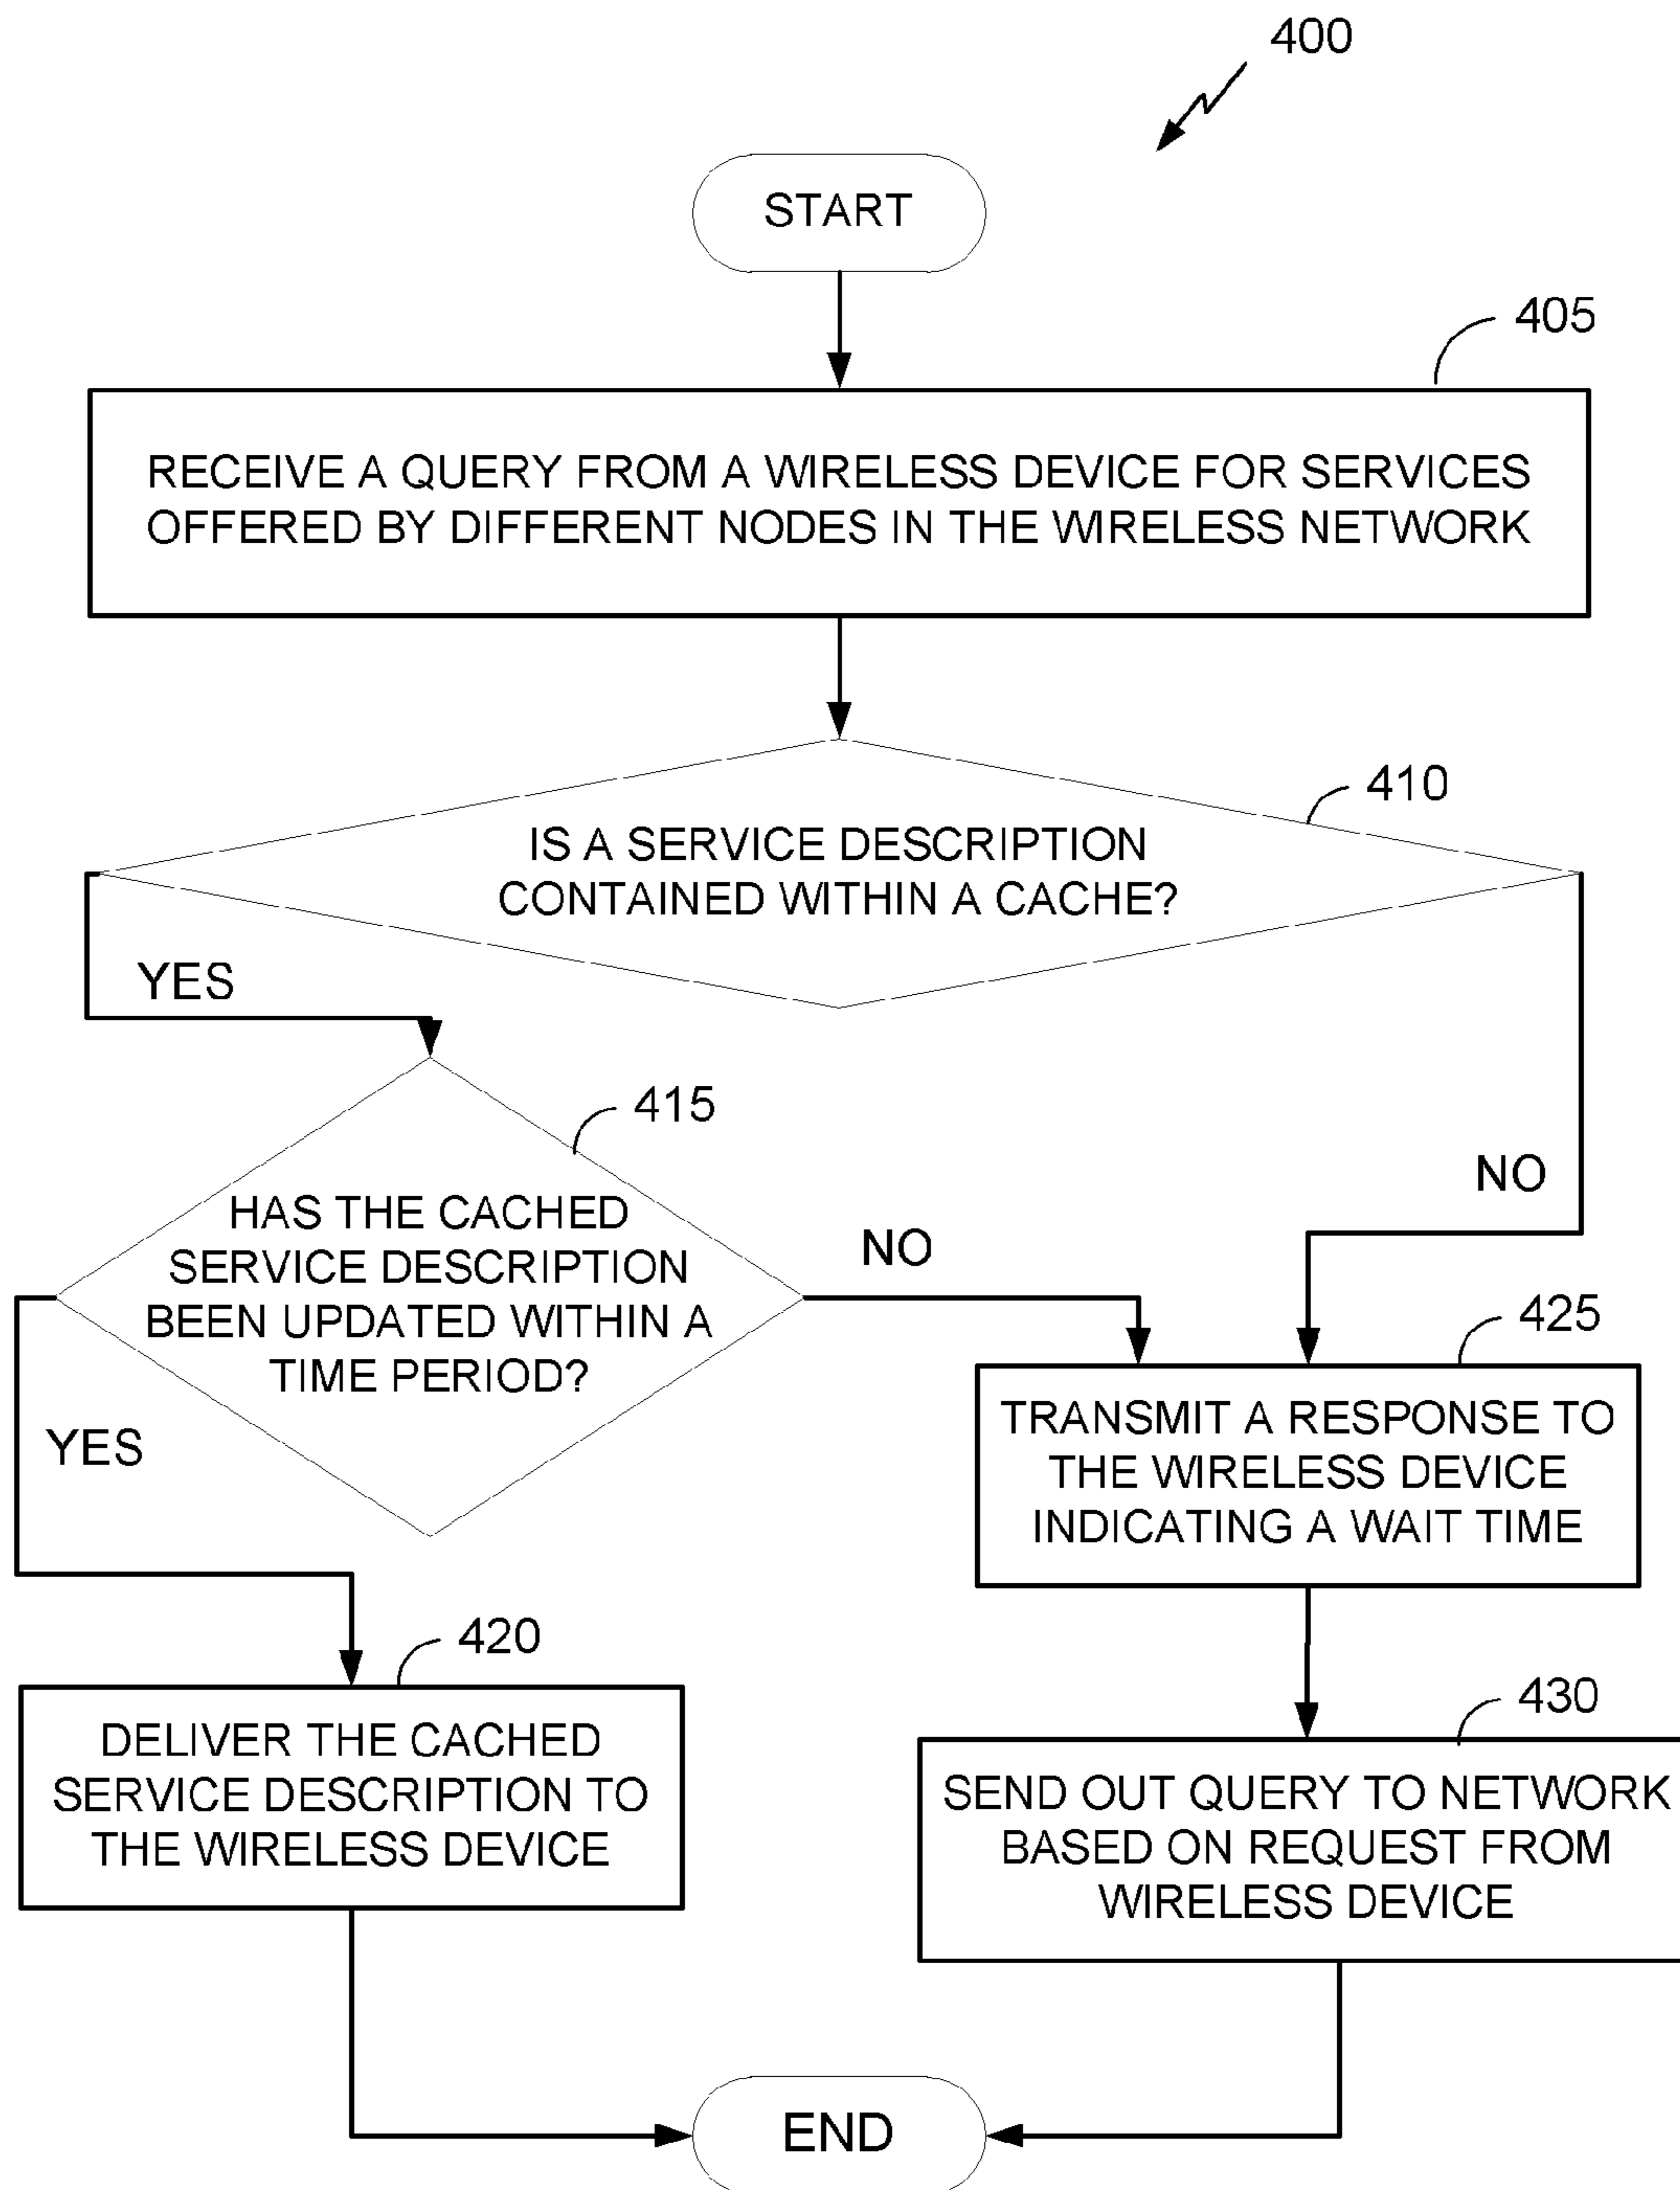 400
START
405
RECEIVE A QUERY FROM A WIRELESS DEVICE FOR SERVICES
OFFERED BY DIFFERENT NODES IN THE WIRELESS NETWORK
410
IS A SERVICE DESCRIPTION
CONTAINED WITHIN A CACHE?
YES
415
NO
HAS THE CACHED
SERVICE DESCRIPTION
BEEN UPDATED WITHIN A
TIME PERIOD?
NO
YES
425
TRANSMIT A RESPONSE TO
THE WIRELESS DEVICE
INDICATING A WAIT TIME
420
DELIVER THE CACHED
SERVICE DESCRIPTION TO
THE WIRELESS DEVICE
430
SEND OUT QUERY TO NETWORK
BASED ON REQUEST FROM
WIRELESS DEVICE
END